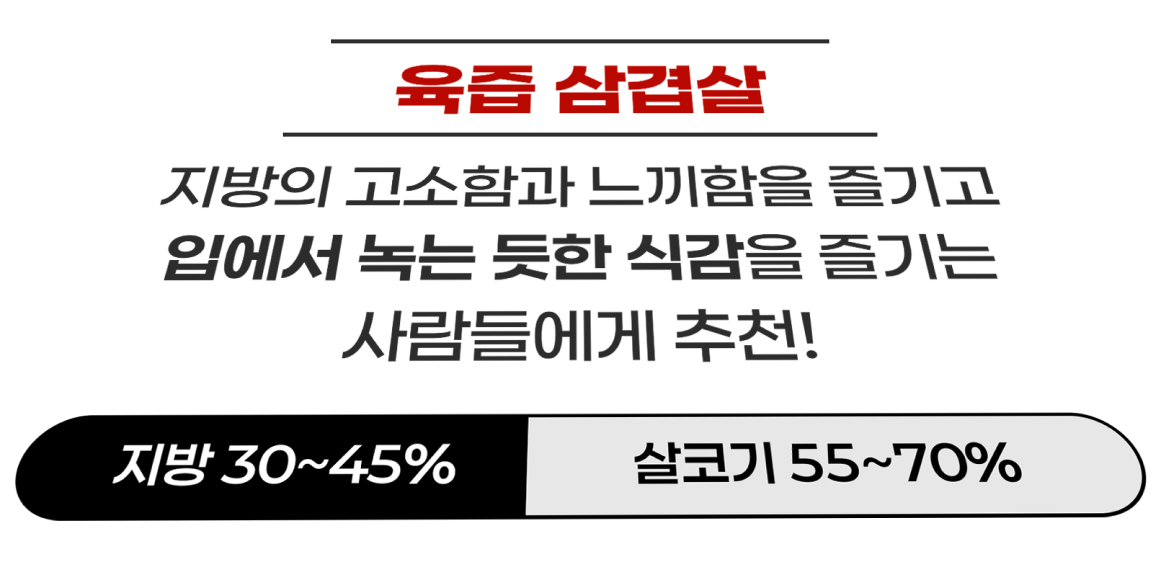 육즙 삼겹살
지방의 고소함과 느끼함을 즐기고
입에서 녹는 듯한 식감을 즐기는
사람들에게 추천!
지방 30~45%
살코기 55~70%